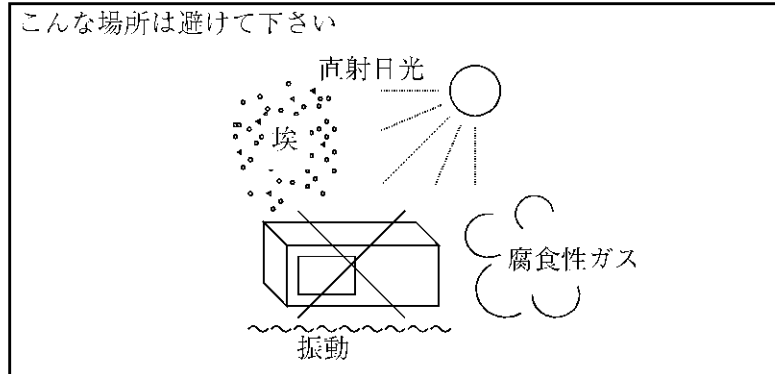 こんな場所は避けて下さい
直射日光
埃
腐食性ガス
振動